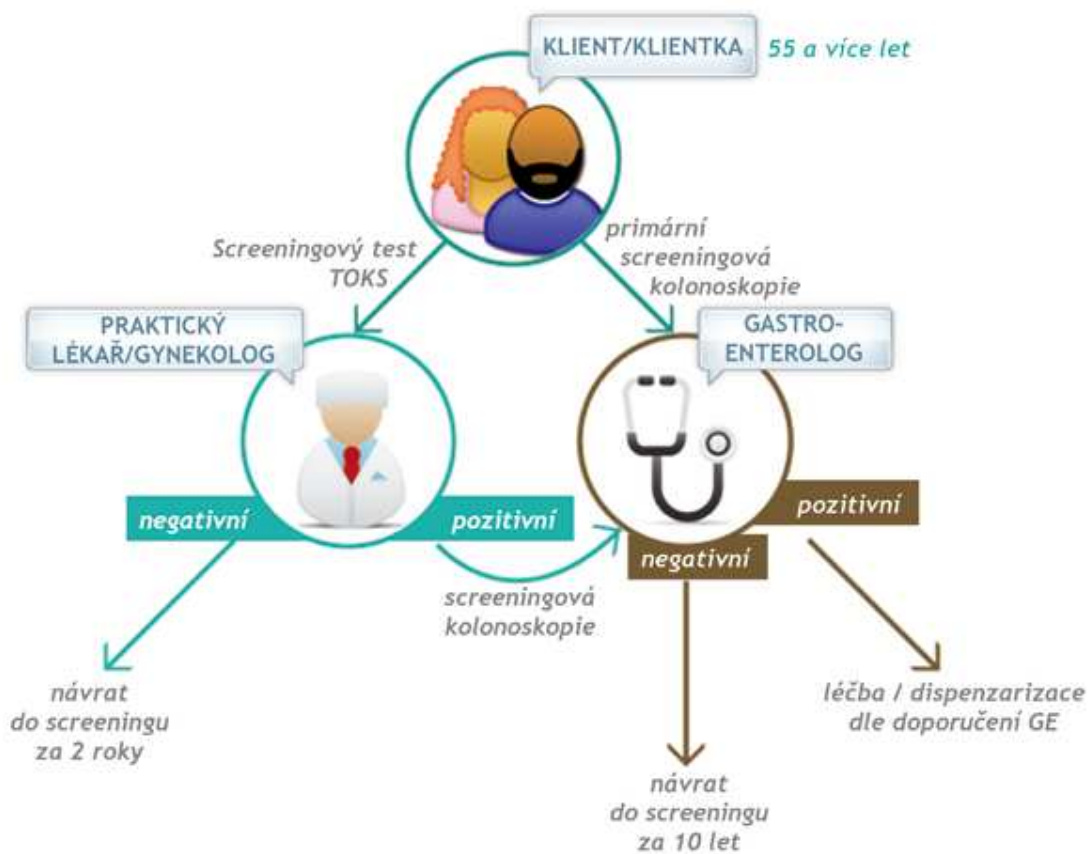 KLIENT/KLIENTKA
55 a více let
Screeningový test
TOKS
primární
screeningová
kolonoskopie
PRAKTICKÝ
LÉKAŘ/GYNEKOLOG
GASTRO-
ENTEROLOG
negativní
pozitivní
negativní
pozitivní
screeningová
kolonoskopie
návrat
do screeningu
za 2 roky
léčba / dispenzarizace
dle doporučení GE
návrat
do screeningu
za 10 let